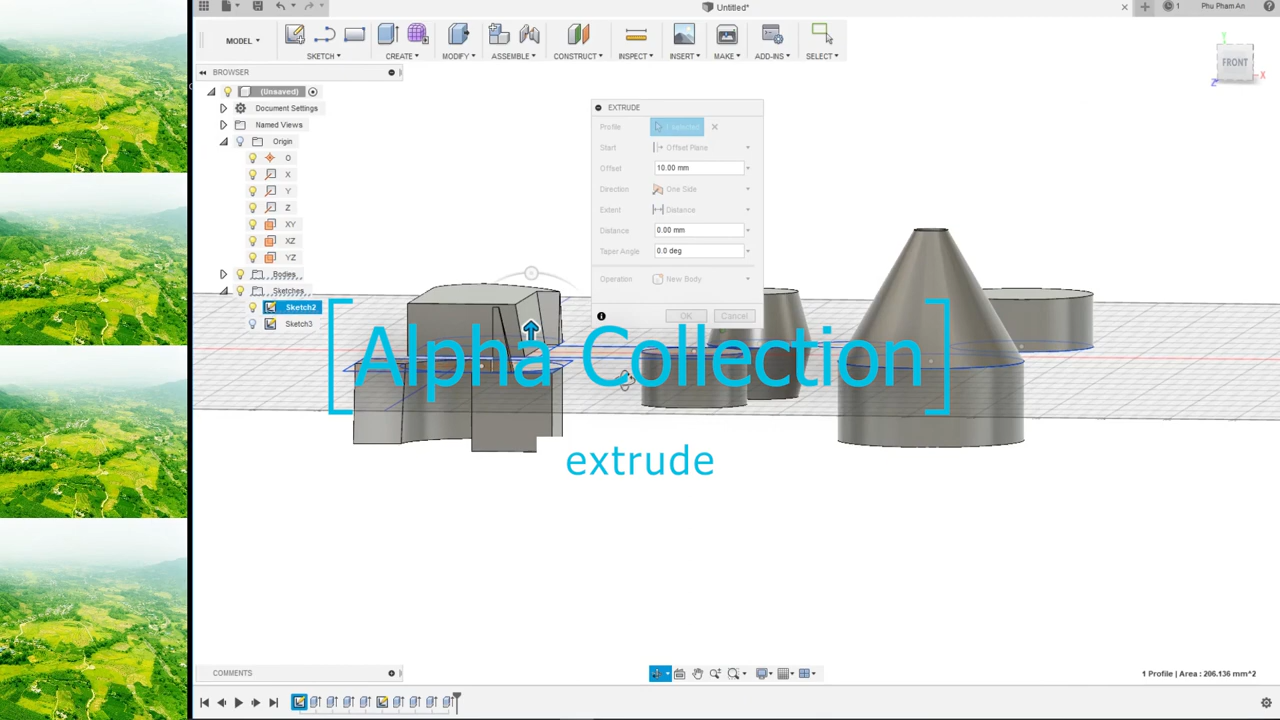 Untitled*
1 Phu Pham An
MODEL
SKETCH CREATE MODIFY ASSEMBLE CONSTRUCT INSPECT INSERT MAKE ADD-INS SELECT
FRONT
Y
X
Z
BROWSER
(Unsaved)
Document Settings
Named Views
Origin
O
X
Y
Z
XY
XZ
YZ
Bodies
Sketches
Sketch2
Sketch3
EXTRUDE
Profile 1 selected
Start Offset Plane
Offset 10.00 mm
Direction One Side
Extent Distance
Distance 0.00 mm
Taper Angle 0.0 deg
Operation New Body
OK Cancel
[Alpha Collection]
extrude
COMMENTS
1 Profile | Area : 206.136 mm^2